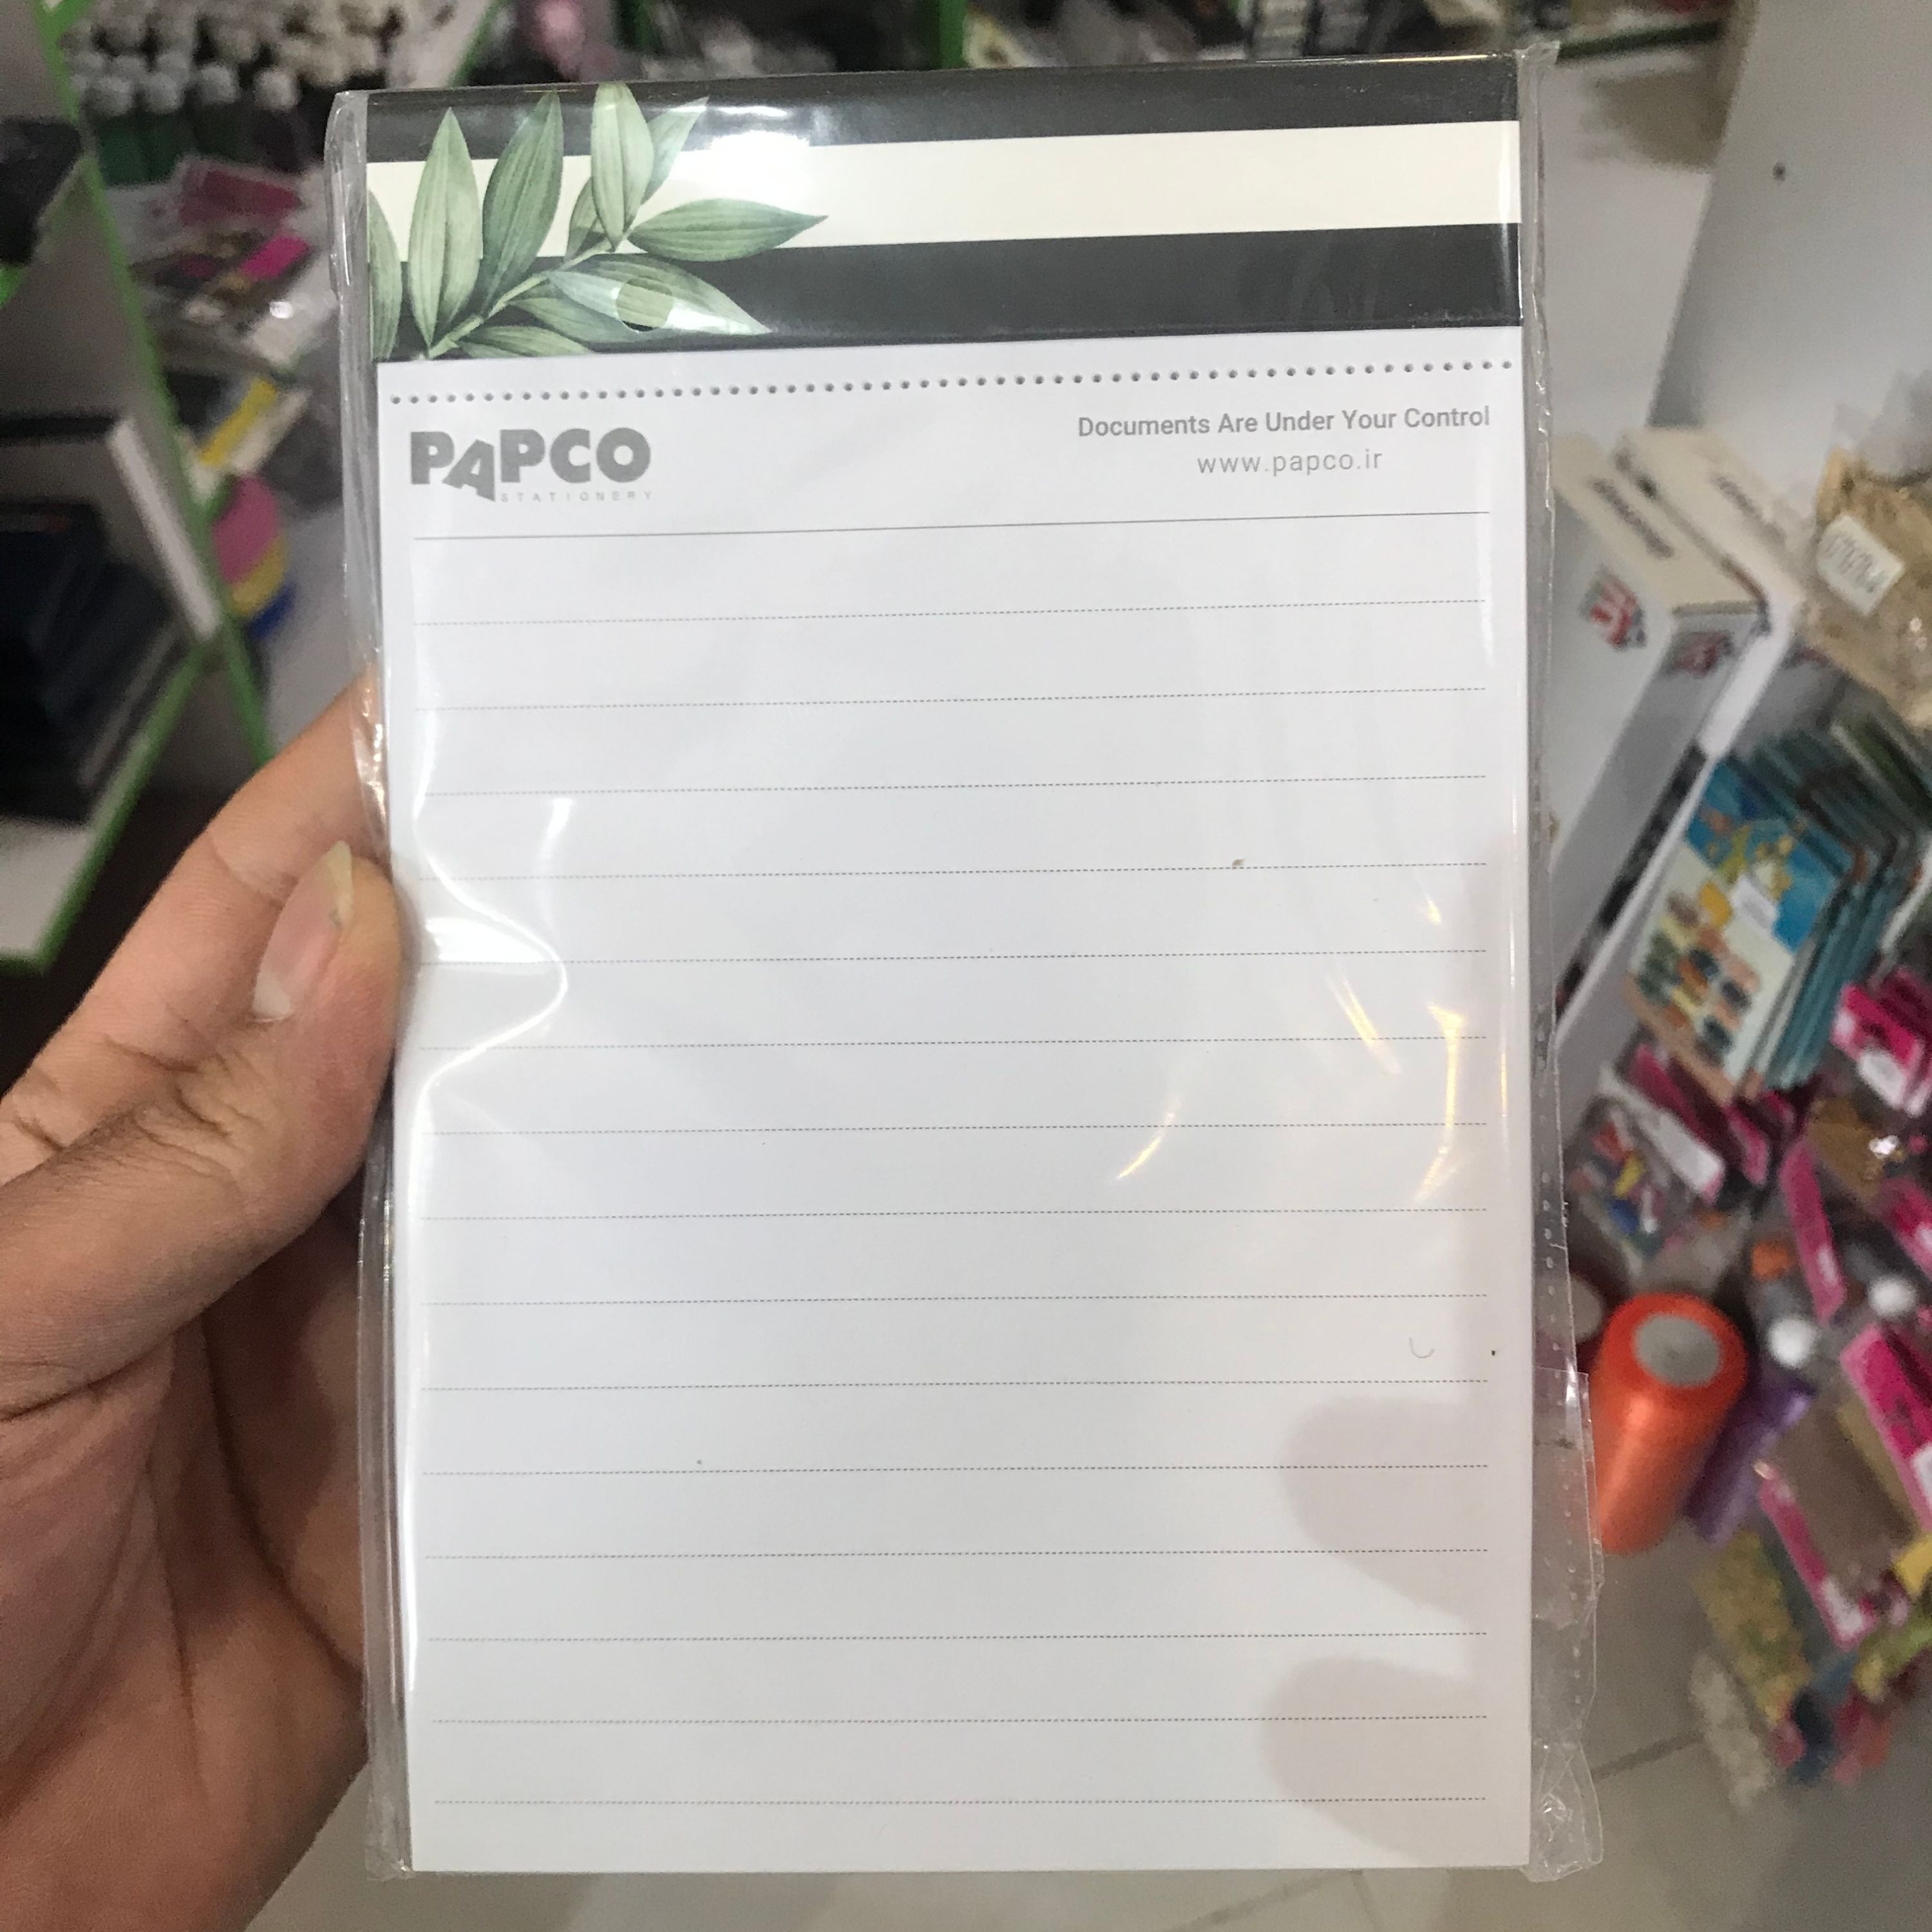 PAPCO
STATIONERY
Documents Are Under Your Control
www.papco.ir